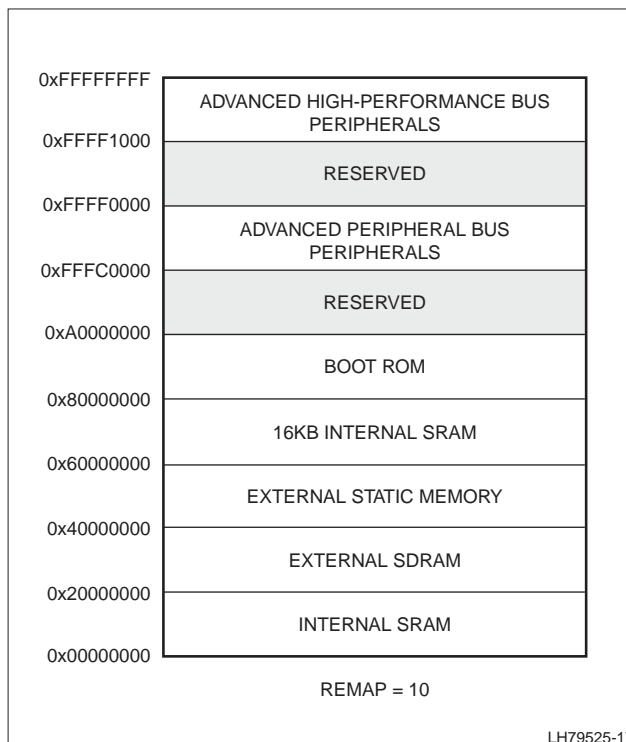 0xFFFFFFFF
ADVANCED HIGH-PERFORMANCE BUS
PERIPHERALS
0xFFFF1000
RESERVED
0xFFFF0000
ADVANCED PERIPHERAL BUS
PERIPHERALS
0xFFFC0000
RESERVED
0xA0000000
BOOT ROM
0x80000000
16KB INTERNAL SRAM
0x60000000
EXTERNAL STATIC MEMORY
0x40000000
EXTERNAL SDRAM
0x20000000
INTERNAL SRAM
0x00000000
REMAP = 10